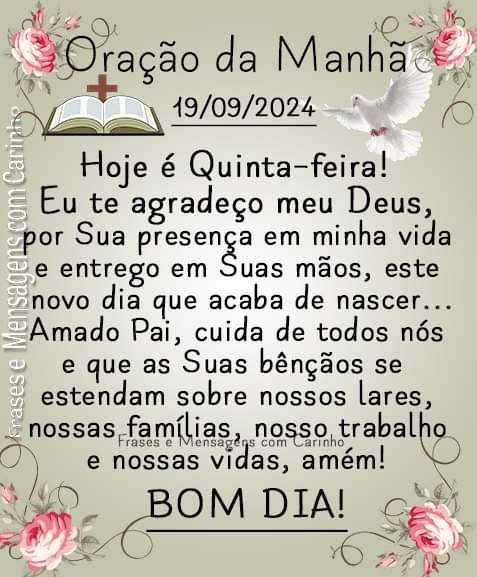 Oração da Manhã
19/09/2024
Hoje é Quinta-feira!
Eu te agradeço meu Deus,
por Sua presença em minha vida
e entrego em Suas mãos, este
novo dia que acaba de nascer...
Amado Pai, cuida de todos nós
e que as Suas bênçãos se
estendam sobre nossos lares,
nossas famílias, nosso trabalho
Frases e Mensagens com Carinho
e nossas vidas, amém!
BOM DIA!
Frases e Mensagens com Carinho